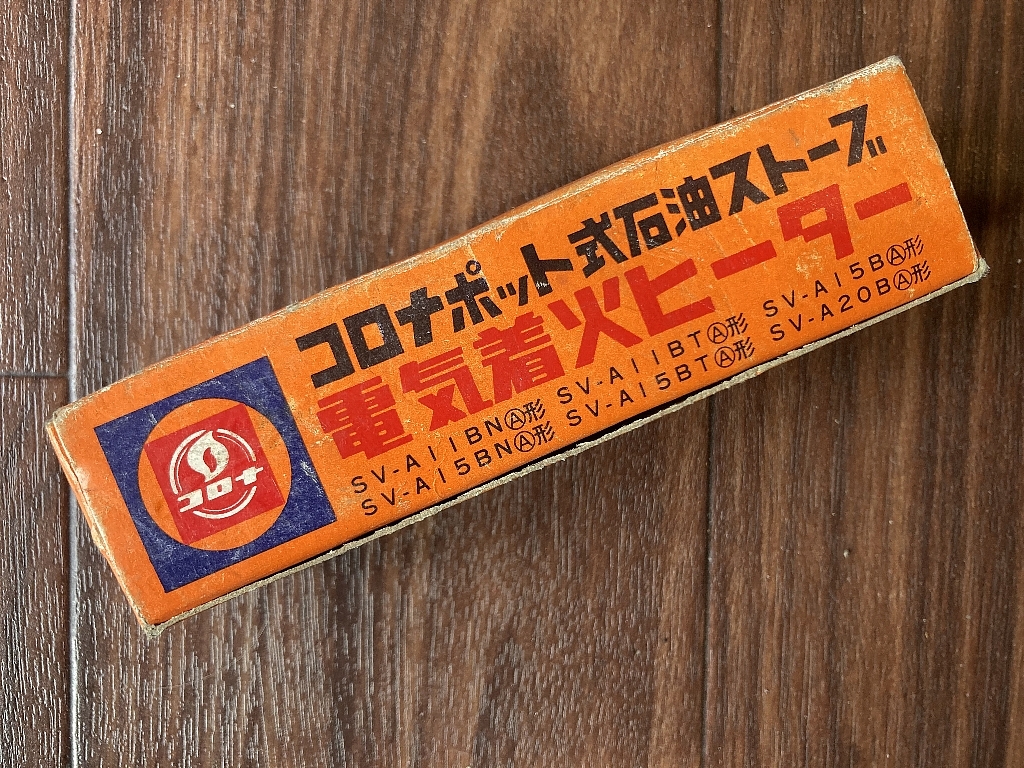 コロナポット式石油ストーブ
電気着火ヒーター
SV-A11BNⒶ形 SV-A11BTⒶ形 SV-A15BⒶ形
SV-A15BNⒶ形 SV-A15BTⒶ形 SV-A20BⒶ形
コロナ